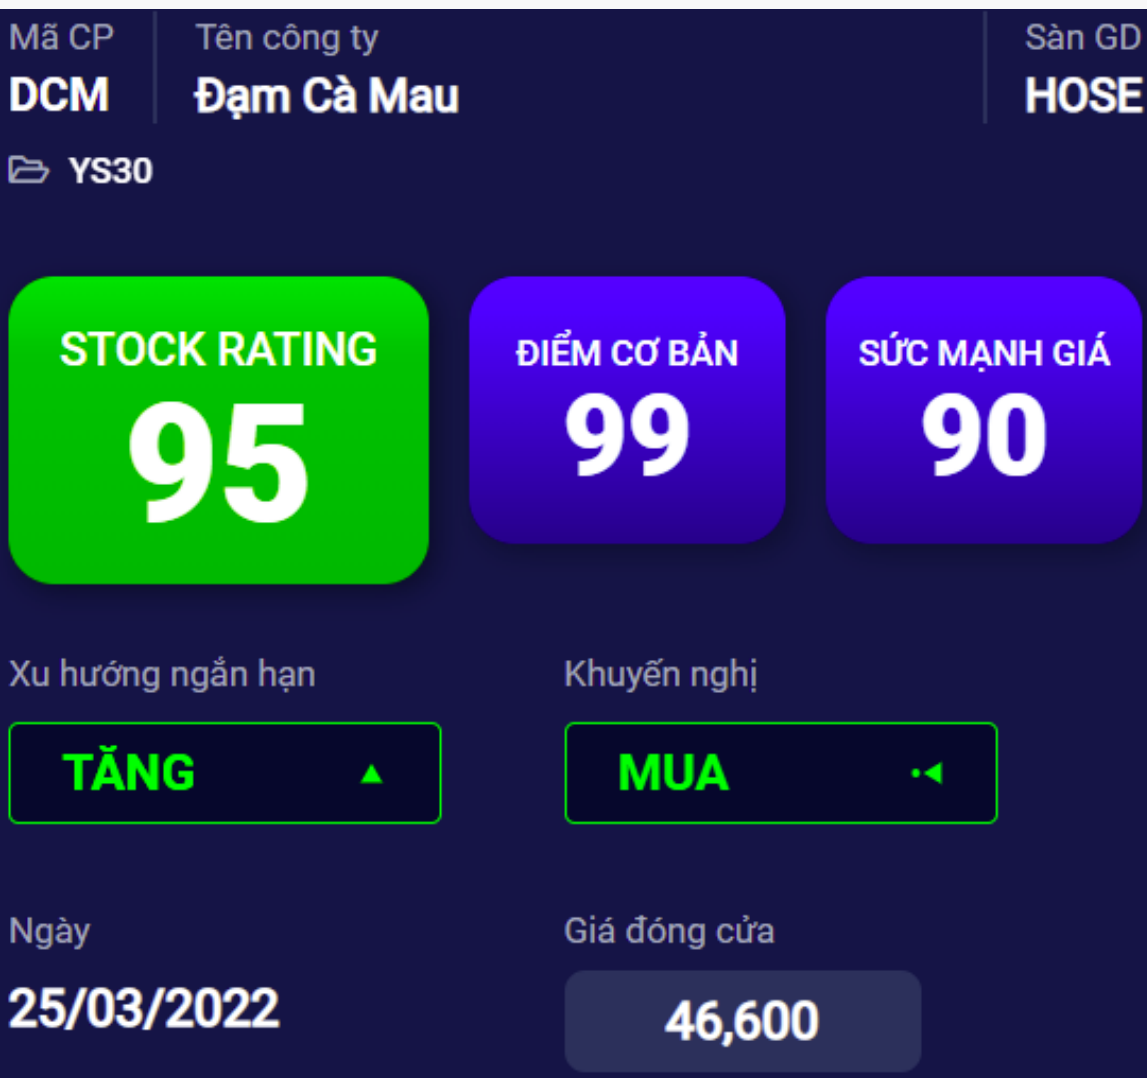 Mã CP Tên công ty Sàn GD
DCM Đạm Cà Mau HOSE
YS30
STOCK RATING ĐIỂM CƠ BẢN SỨC MẠNH GIÁ
95 99 90
Xu hướng ngắn hạn Khuyến nghị
TĂNG MUA
Ngày Giá đóng cửa
25/03/2022 46,600